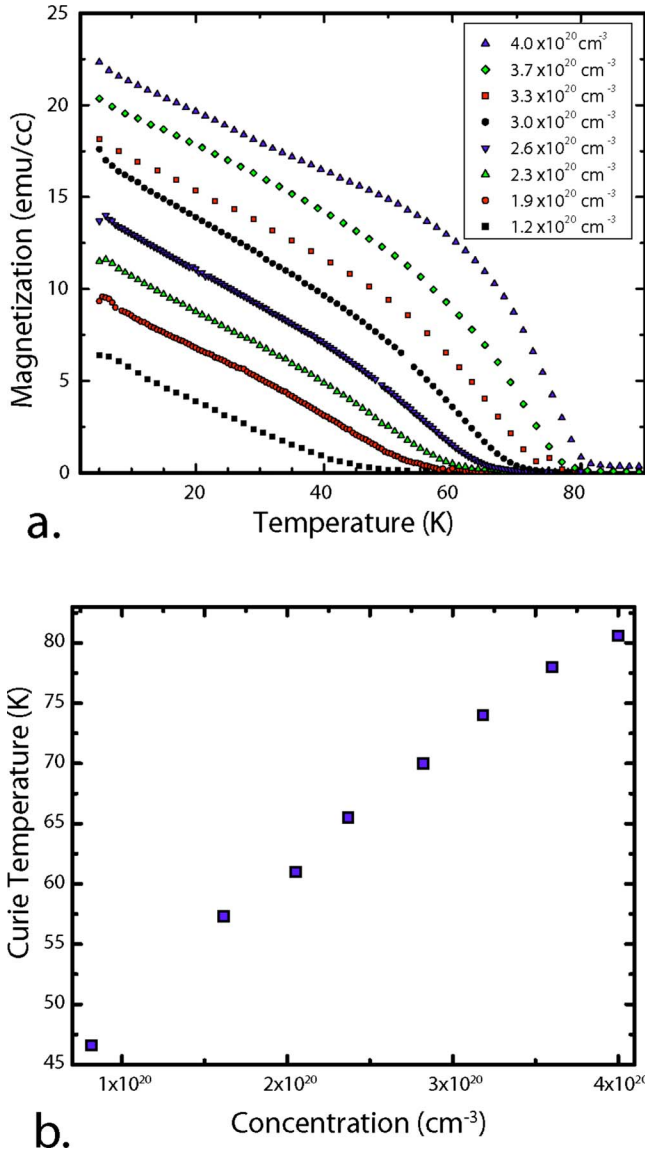 25
20
15
10
5
0
Magnetization (emu/cc)
4.0 x10²⁰ cm⁻³
3.7 x10²⁰ cm⁻³
3.3 x10²⁰ cm⁻³
3.0 x10²⁰ cm⁻³
2.6 x10²⁰ cm⁻³
2.3 x10²⁰ cm⁻³
1.9 x10²⁰ cm⁻³
1.2 x10²⁰ cm⁻³
20 40 60 80
Temperature (K)
a.
80
75
70
65
60
55
50
45
Curie Temperature (K)
1x10²⁰ 2x10²⁰ 3x10²⁰ 4x10²⁰
Concentration (cm⁻³)
b.